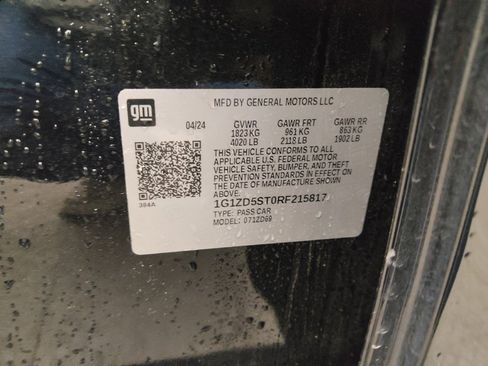 gm
MFD BY GENERAL MOTORS LLC
04/24 GVWR GAWR FRT GAWR RR
1823 KG 961 KG 863 KG
4020 LB 2118 LB 1902 LB
THIS VEHICLE CONFORMS TO ALL
APPLICABLE U.S. FEDERAL MOTOR
VEHICLE SAFETY, BUMPER, AND THEFT
PREVENTION STANDARDS IN EFFECT ON
THE DATE OF MANUFACTURE SHOWN
ABOVE.
384A
1G1ZD5ST0RF215817
TYPE: PASS CAR
MODEL: 071ZD69